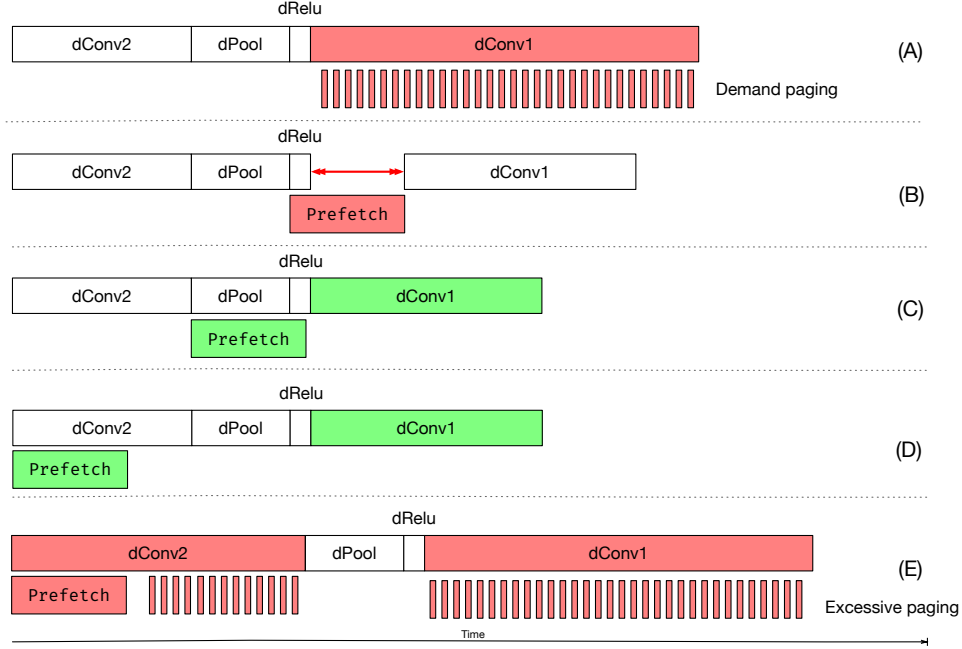 dRelu
dConv2 dPool dConv1
(A)
Demand paging
dRelu
dConv2 dPool dConv1
(B)
Prefetch
dRelu
dConv2 dPool dConv1
(C)
Prefetch
dRelu
dConv2 dPool dConv1
(D)
Prefetch
dRelu
dConv2 dPool dConv1
(E)
Prefetch
Excessive paging
Time